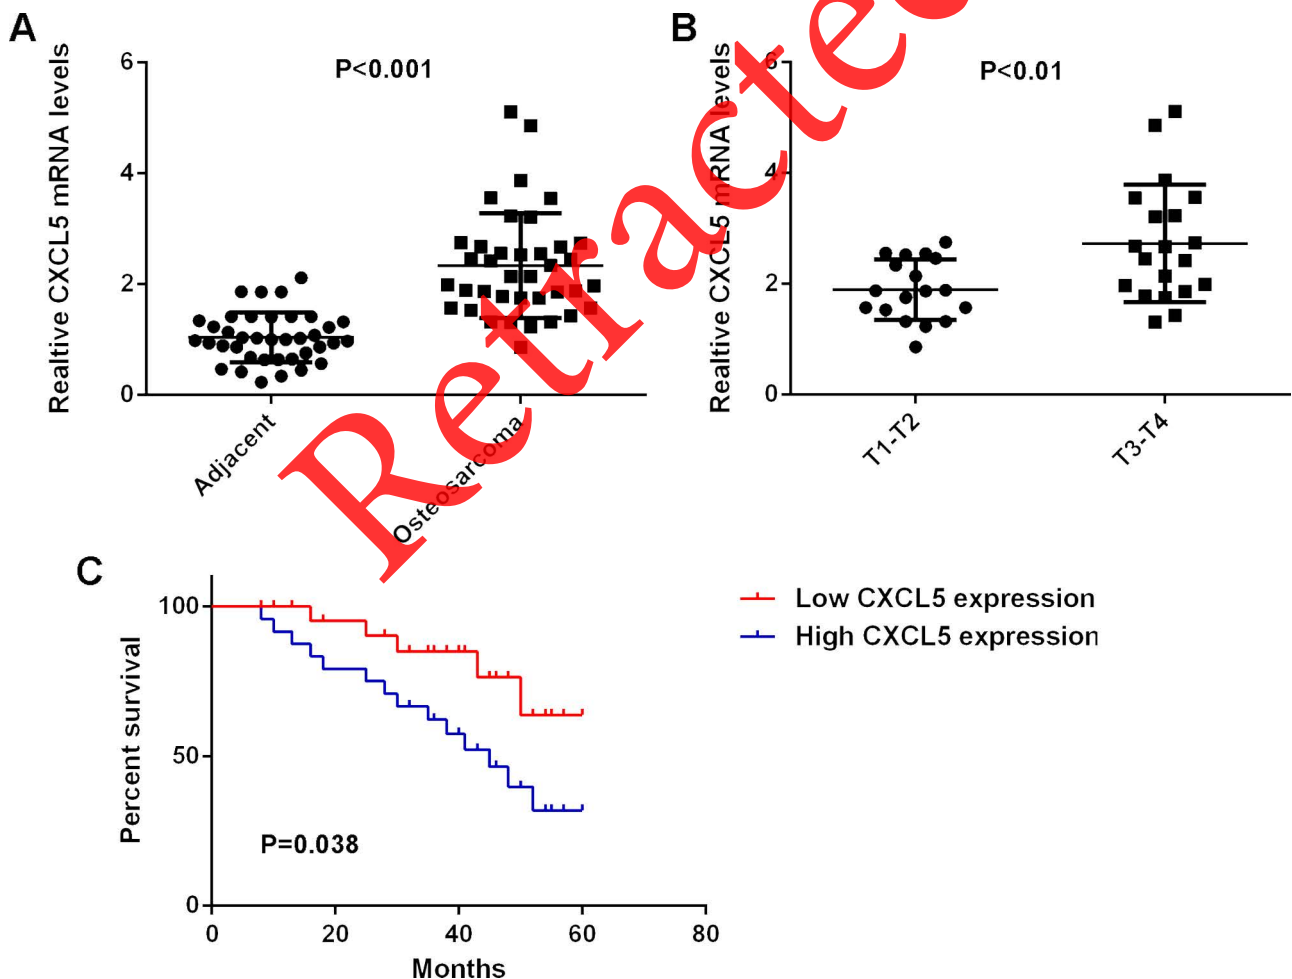 A
Realtive CXCL5 mRNA levels
6
4
2
0
P<0.001
Adjacent
Osteosarcoma
B
Realtive CXCL5 mRNA levels
6
4
2
0
P<0.01
T1-T2
T3-T4
Retracted
C
Percent survival
100
50
0
P=0.038
0 20 40 60 80
Months
Low CXCL5 expression
High CXCL5 expression